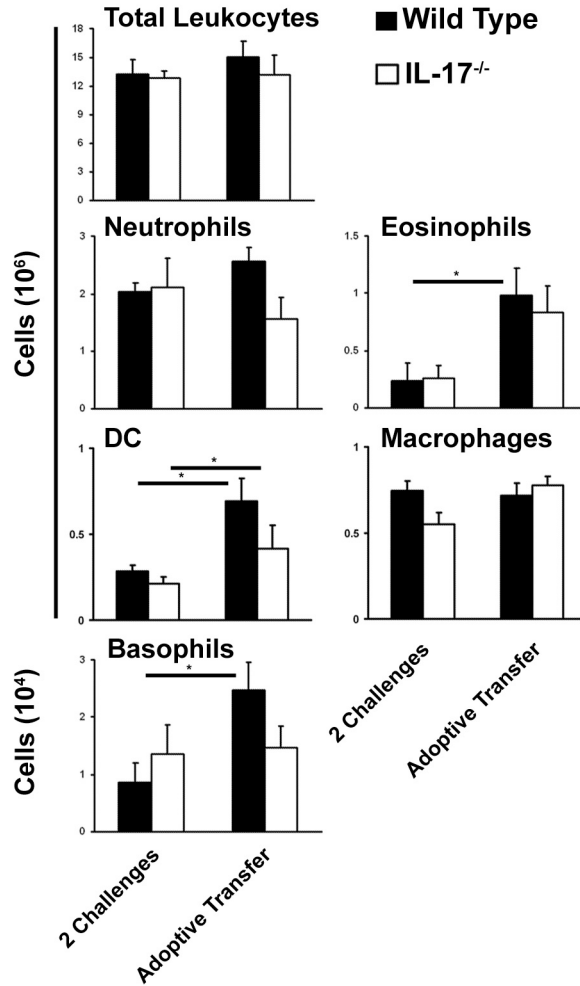 Total Leukocytes
Wild Type
IL-17-/-
18
15
12
9
6
3
0
Neutrophils
3
2
1
0
Eosinophils
1.5
*
1
0.5
0
Cells (10⁶)
DC
1
*
*
0.5
0
Macrophages
1
0.5
0
2 Challenges
Adoptive Transfer
Basophils
Cells (10⁴)
3
*
2
1
0
2 Challenges
Adoptive Transfer